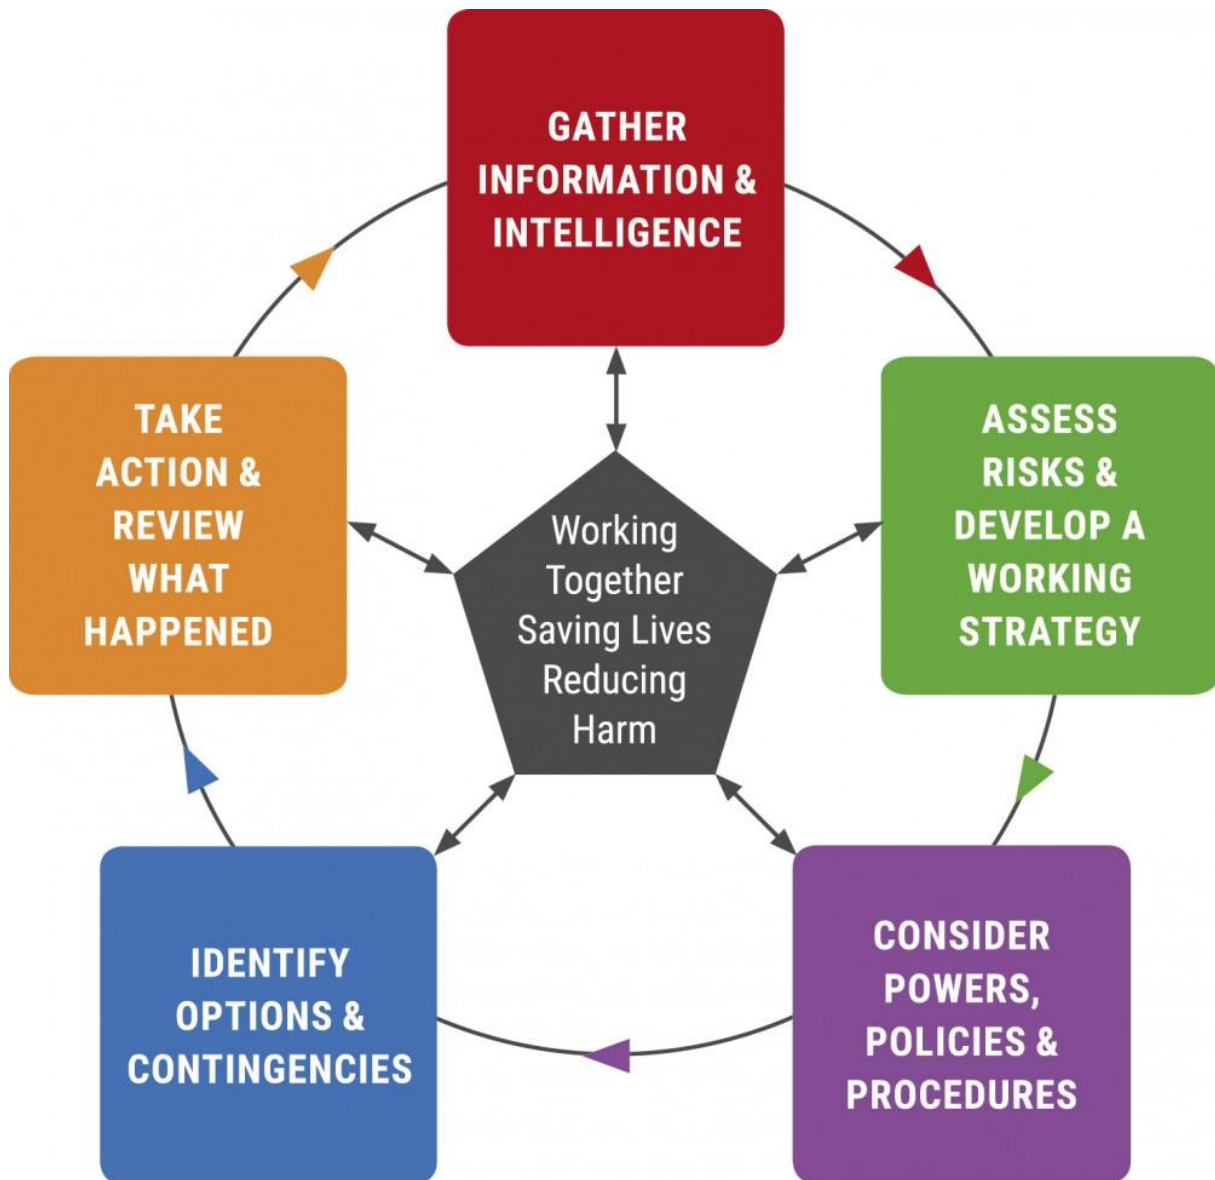 GATHER
INFORMATION &
INTELLIGENCE
ASSESS
RISKS &
DEVELOP A
WORKING
STRATEGY
CONSIDER
POWERS,
POLICIES &
PROCEDURES
IDENTIFY
OPTIONS &
CONTINGENCIES
TAKE
ACTION &
REVIEW
WHAT
HAPPENED
Working
Together
Saving Lives
Reducing
Harm